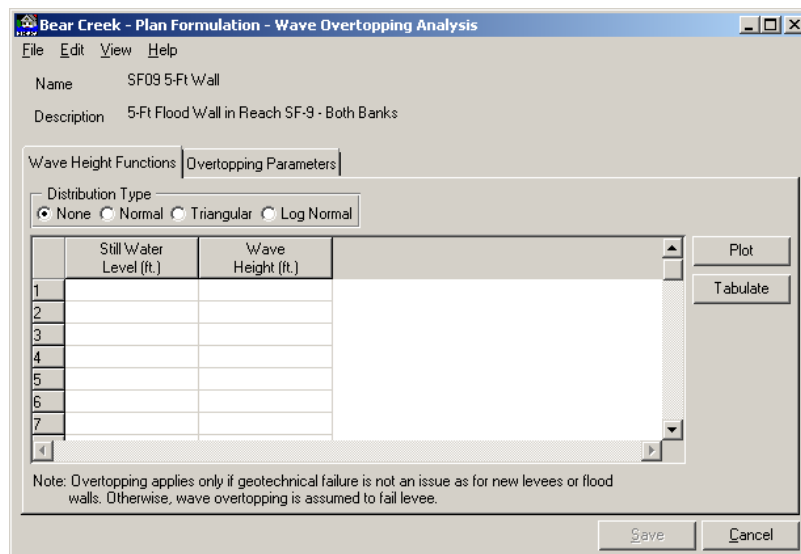 Bear Creek - Plan Formulation - Wave Overtopping Analysis
File Edit View Help
Name SF09 5-Ft Wall
Description 5-Ft Flood Wall in Reach SF-9 - Both Banks
Wave Height Functions Overtopping Parameters
Distribution Type
None Normal Triangular Log Normal
Still Water Level (ft.) Wave Height (ft.)
Plot
Tabulate
1
2
3
4
5
6
7
Note: Overtopping applies only if geotechnical failure is not an issue as for new levees or flood
walls. Otherwise, wave overtopping is assumed to fail levee.
Save Cancel